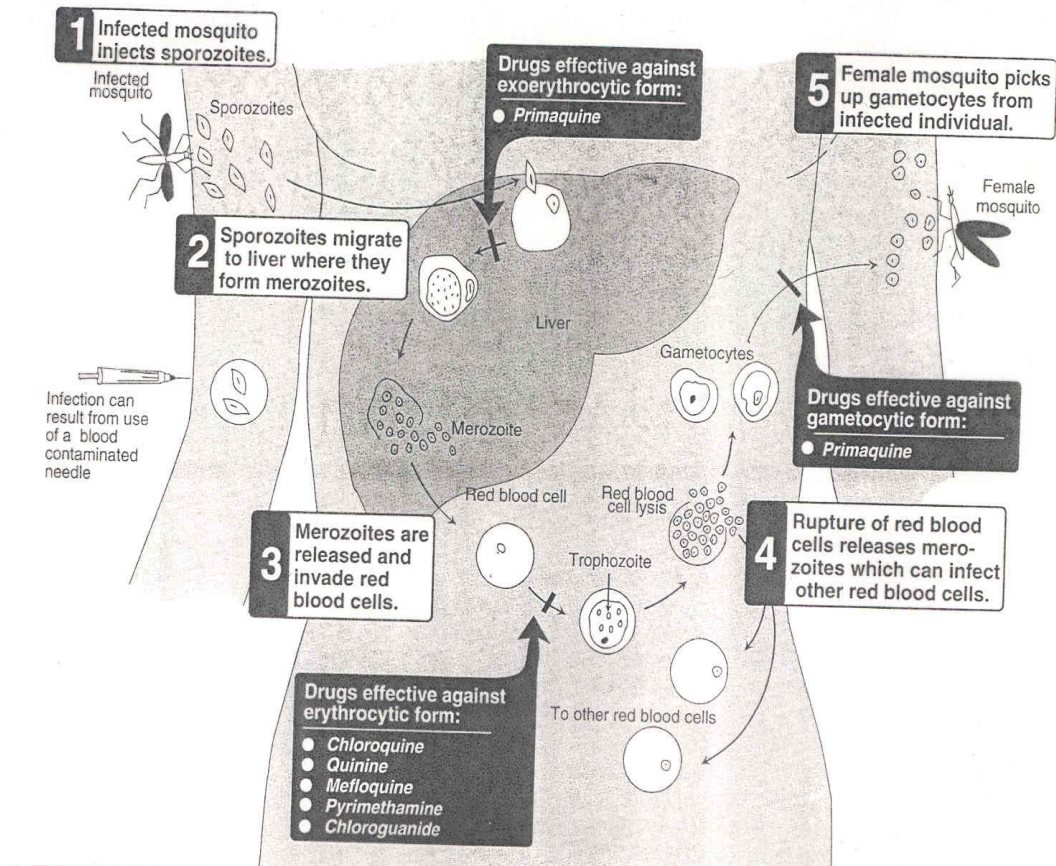 1
Infected mosquito
injects sporozoites.
Infected
mosquito
Sporozoites
Drugs effective against
exoerythrocytic form:
Primaquine
5
Female mosquito picks
up gametocytes from
infected individual.
Female
mosquito
2
Sporozoites migrate
to liver where they
form merozoites.
Liver
Gametocytes
Infection can
result from use
of a blood
contaminated
needle
Merozoite
Drugs effective against
gametocytic form:
Primaquine
Red blood cell
Red blood
cell lysis
3
Merozoites are
released and
invade red
blood cells.
Trophozoite
4
Rupture of red blood
cells releases mero-
zoites which can infect
other red blood cells.
Drugs effective against
erythrocytic form:
Chloroquine
Quinine
Mefloquine
Pyrimethamine
Chloroguanide
To other red blood cells